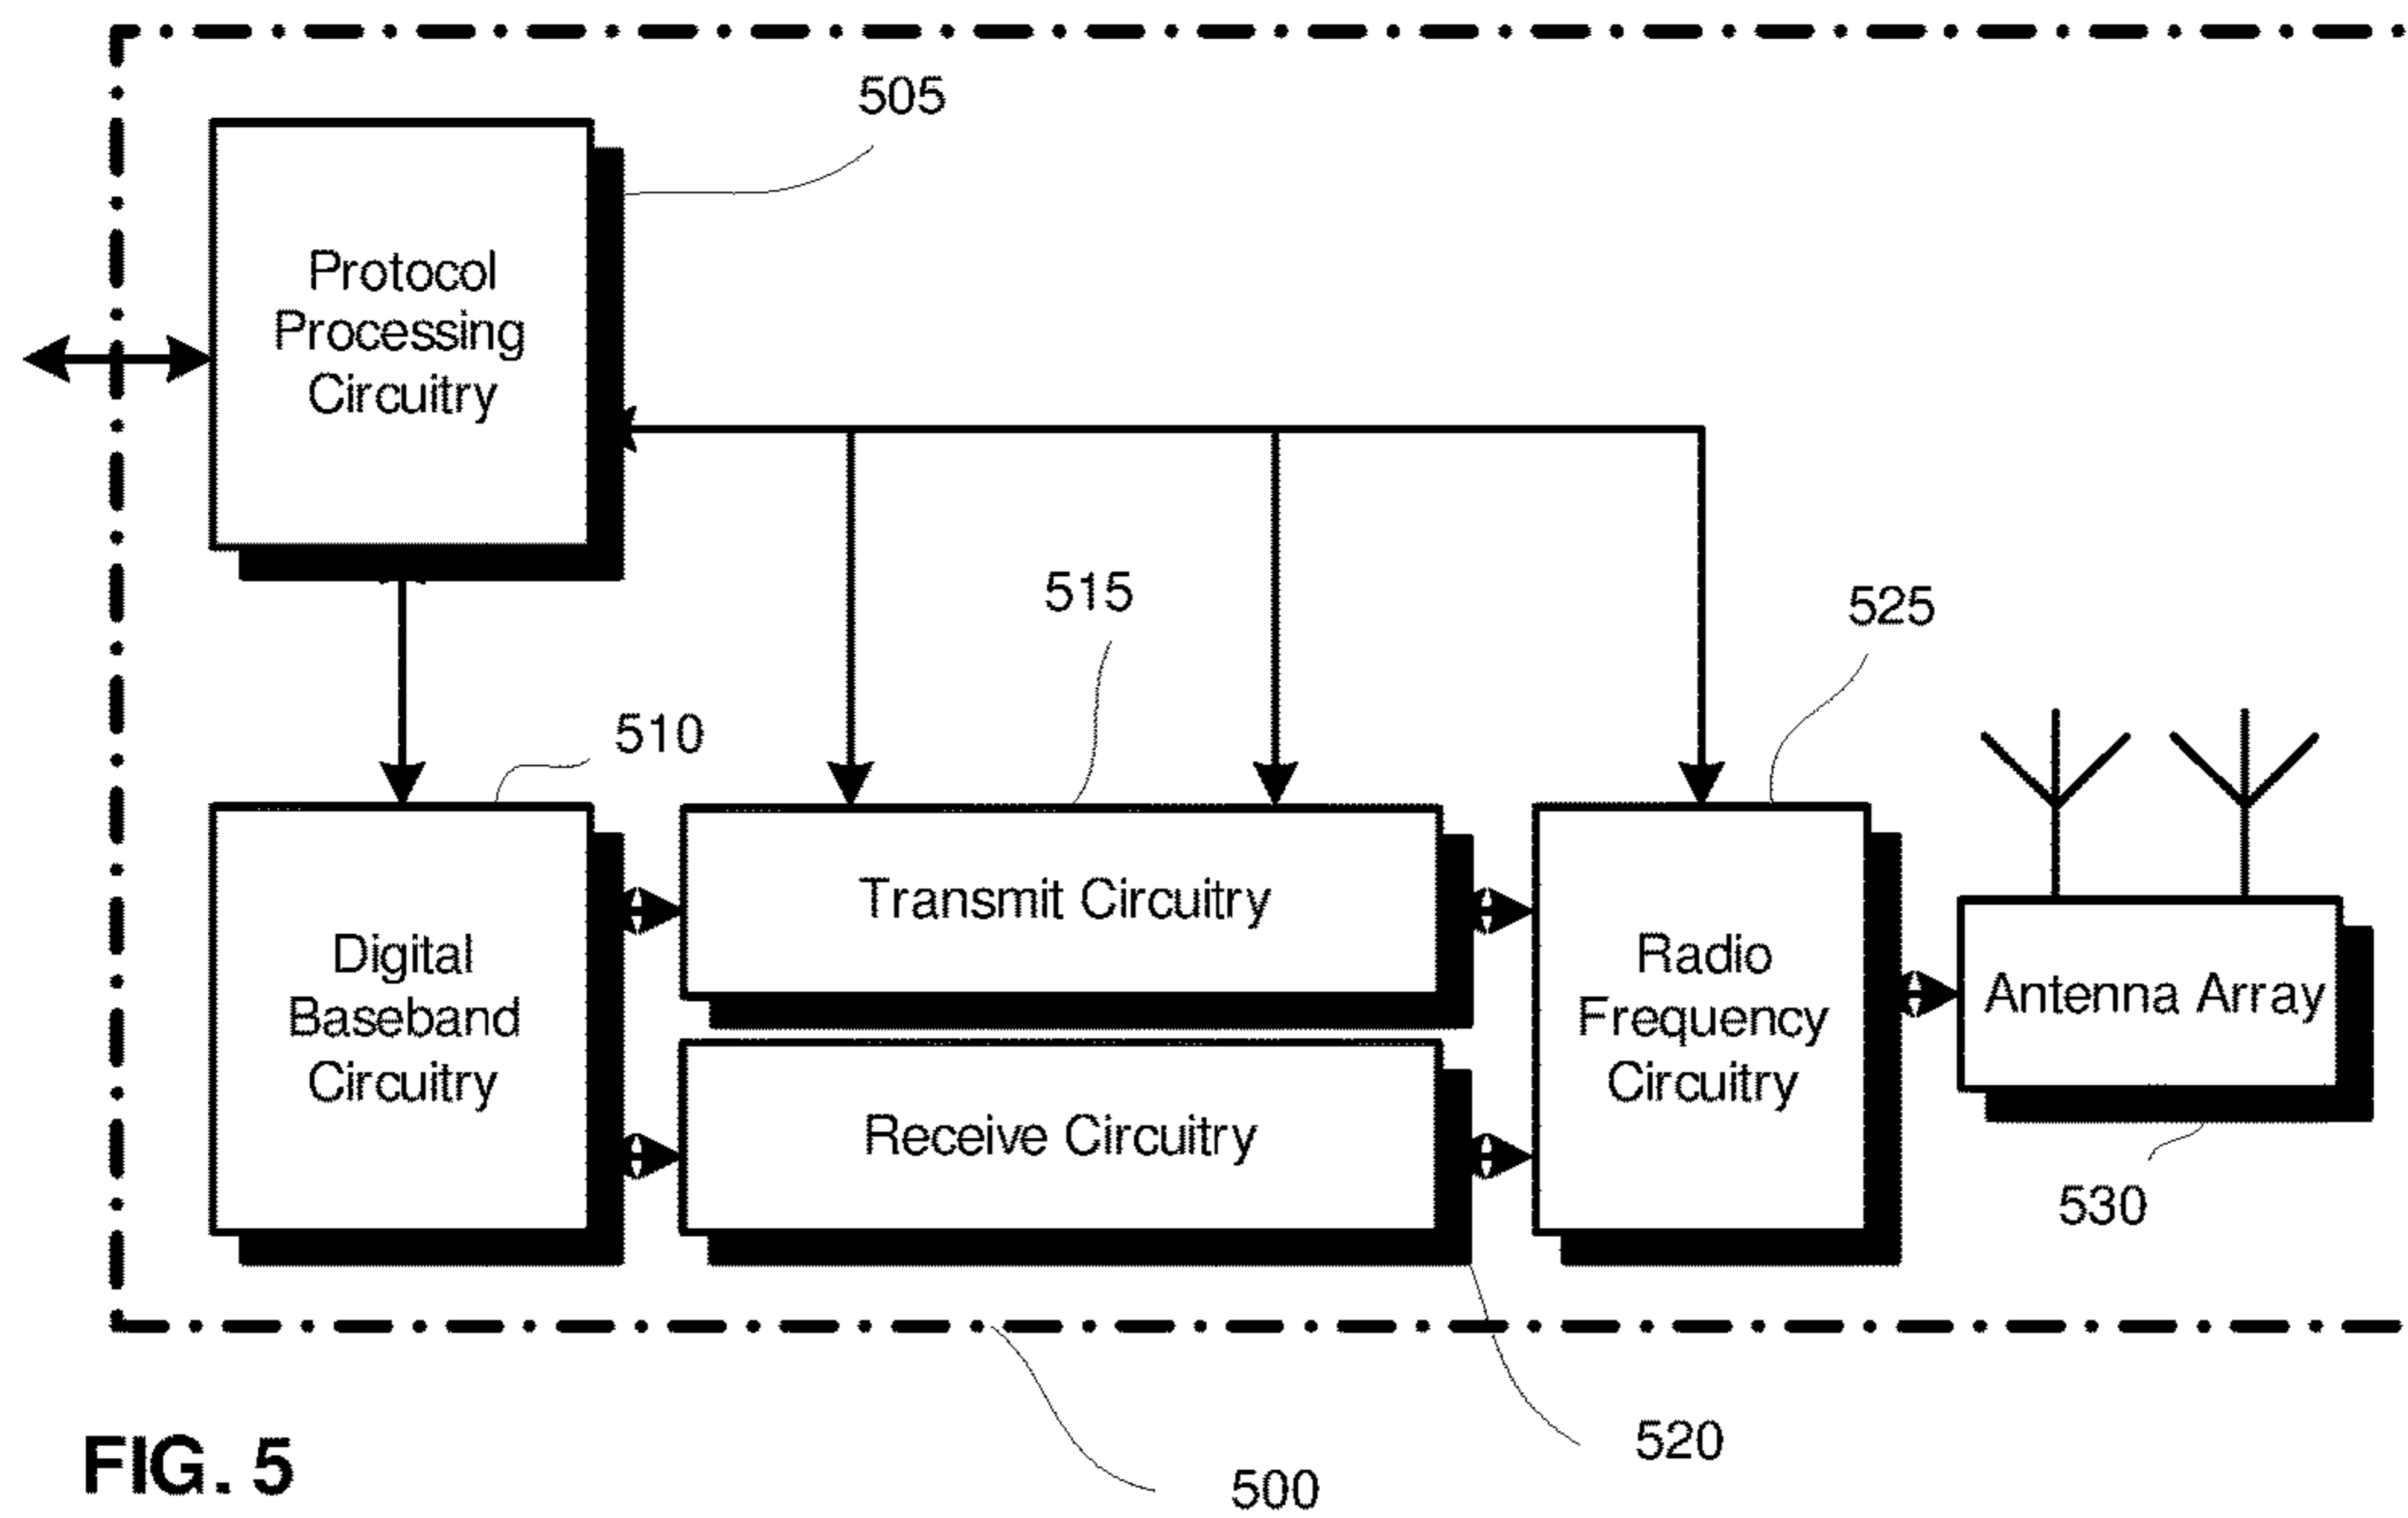 505
Protocol
Processing
Circuitry
515
525
510
Transmit Circuitry
Digital
Baseband
Circuitry
Radio
Frequency
Circuitry
Antenna Array
Receive Circuitry
530
520
FIG. 5
500